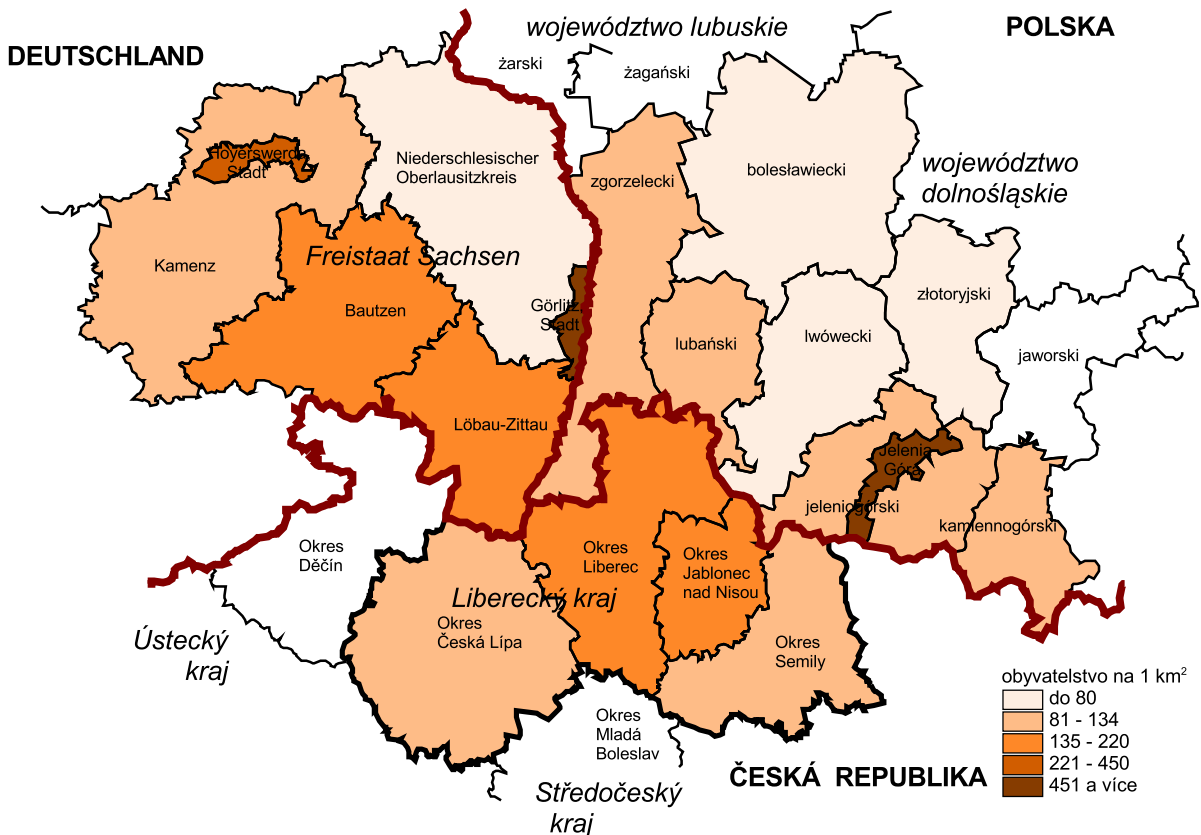 DEUTSCHLAND
województwo lubuskie
POLSKA
żarski
żagański
Hoyerswerda
Stadt
Niederschlesischer
Oberlausitzkreis
zgorzelecki
bolesławiecki
województwo
dolnośląskie
Kamenz
Freistaat Sachsen
Bautzen
Görlitz
Stadt
złotoryjski
lubański
lwówecki
jaworski
Löbau-Zittau
Jelenia
Góra
jeleniogórski
kamiennogórski
Okres
Děčín
Okres
Liberec
Okres
Jablonec
nad Nisou
Liberecký kraj
Okres
Česká Lípa
Ústecký
kraj
Okres
Semily
Okres
Mladá
Boleslav
Středočeský
kraj
ČESKÁ REPUBLIKA
obyvatelstvo na 1 km²
do 80
81 - 134
135 - 220
221 - 450
451 a více